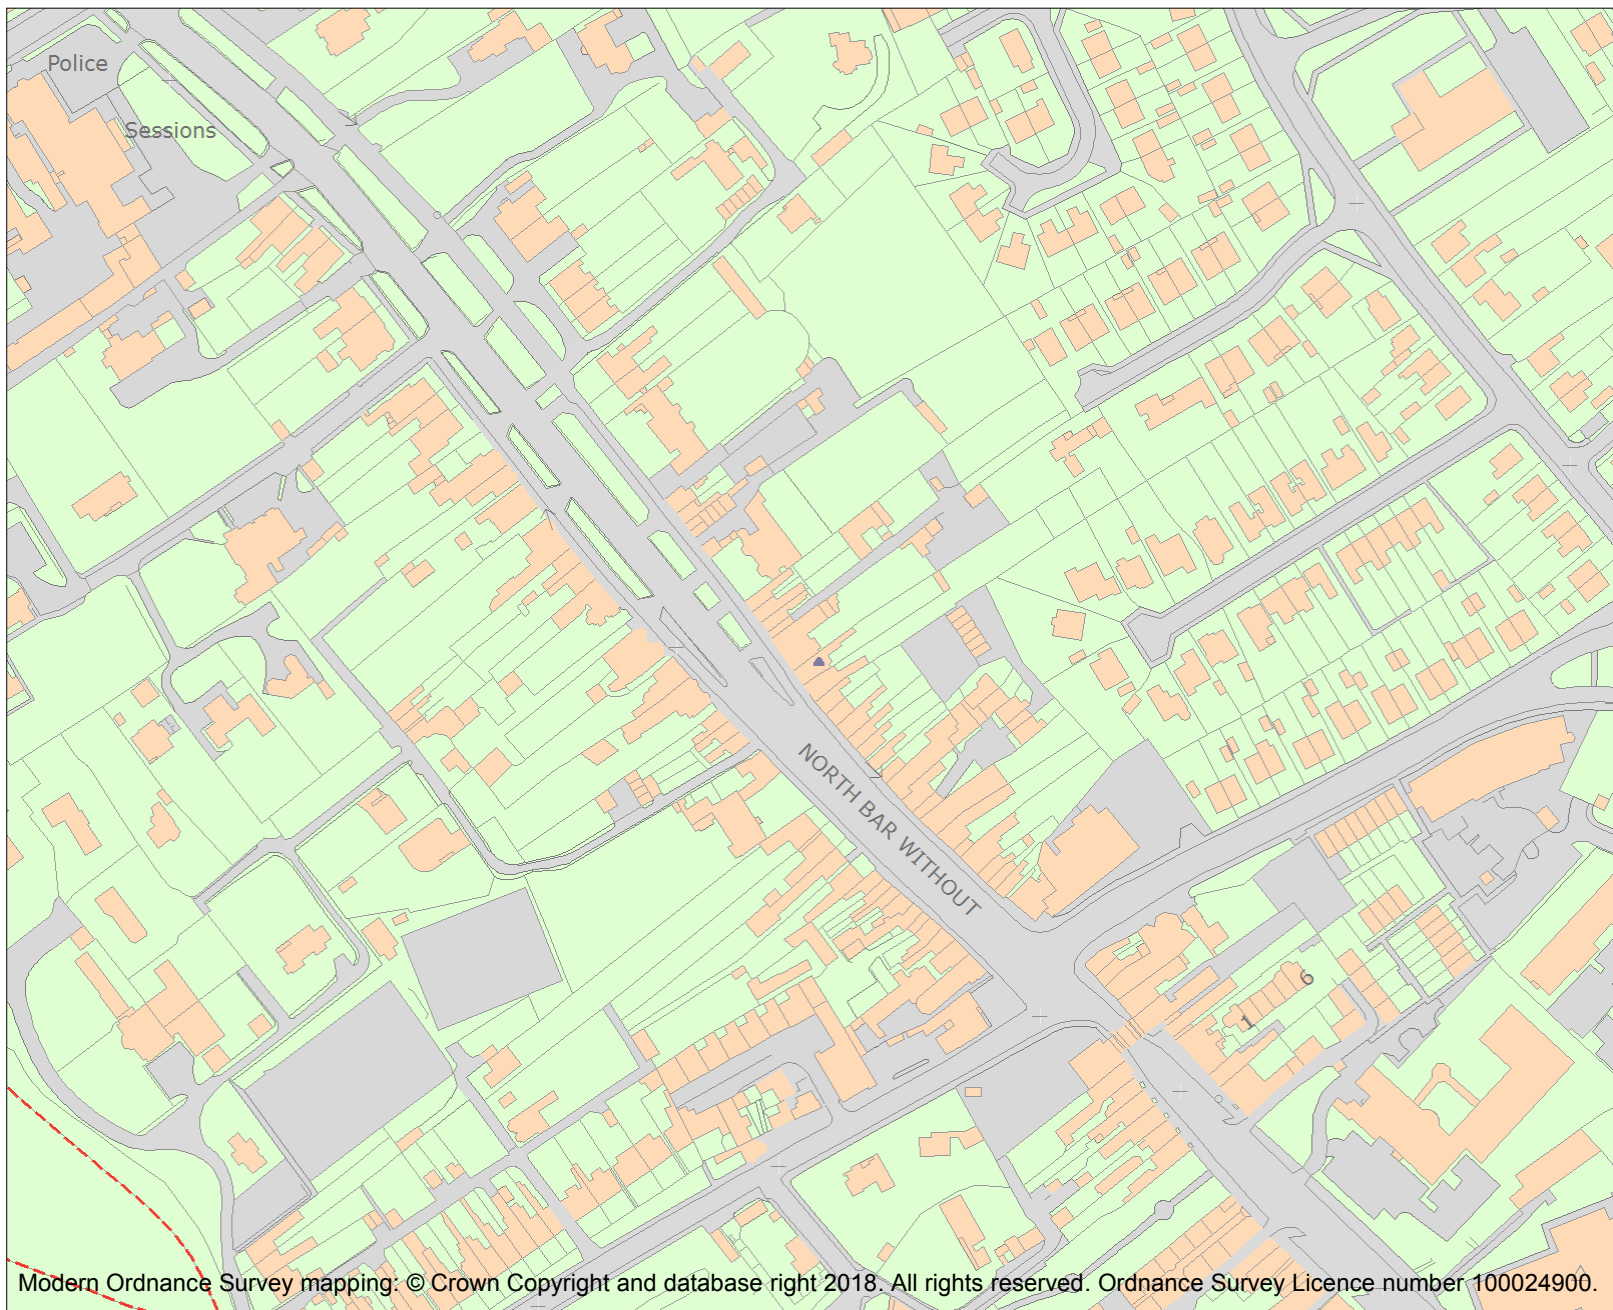 Police
Sessions
NORTH BAR WITHOUT
6
1
Modern Ordnance Survey mapping: © Crown Copyright and database right 2018. All rights reserved. Ordnance Survey Licence number 100024900.